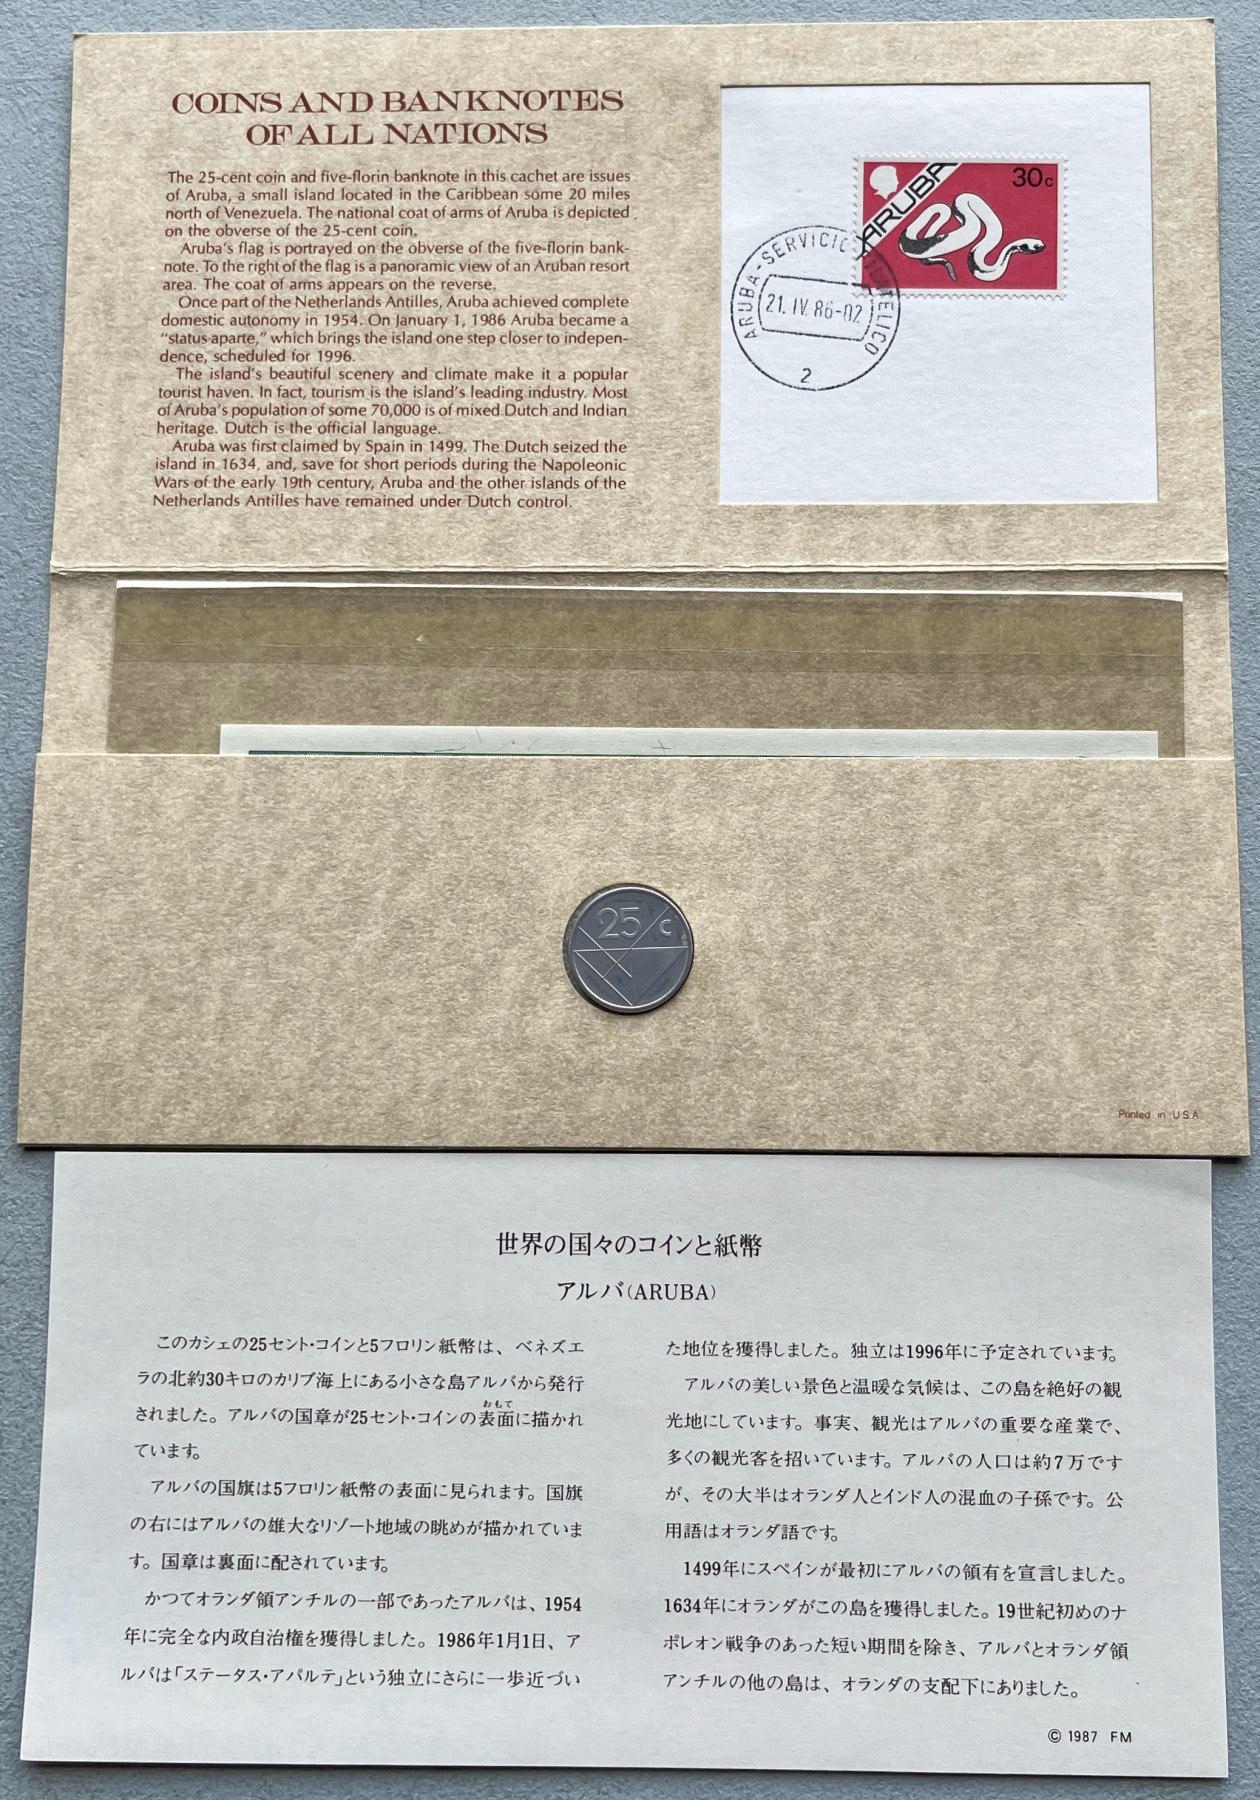 COINS AND BANKNOTES
OF ALL NATIONS
The 25-cent coin and five-florin banknote in this cachet are issues
of Aruba, a small island located in the Caribbean some 20 miles
north of Venezuela. The national coat of arms of Aruba is depicted
on the obverse of the 25-cent coin.
Aruba's flag is portrayed on the obverse of the five-florin bank-
note. To the right of the flag is a panoramic view of an Aruban resort
area. The coat of arms appears on the reverse.
Once part of the Netherlands Antilles, Aruba achieved complete
domestic autonomy in 1954. On January 1, 1986 Aruba became a
"status aparte," which brings the island one step closer to indepen-
dence, scheduled for 1996.
The island's beautiful scenery and climate make it a popular
tourist haven. In fact, tourism is the island's leading industry. Most
of Aruba's population of some 70,000 is of mixed Dutch and Indian
heritage. Dutch is the official language.
Aruba was first claimed by Spain in 1499. The Dutch seized the
island in 1634, and, save for short periods during the Napoleonic
Wars of the early 19th century, Aruba and the other islands of the
Netherlands Antilles have remained under Dutch control.
ARUBA
30c
ARUBA-SERVICIO FILATELICO
21. IV. 86-02
2
25 c
Printed in U S A
世界の国々のコインと紙幣
アルバ(ARUBA)
このカシェの25セント・コインと5フロリン紙幣は、ベネズエ
ラの北約30キロのカリブ海上にある小さな島アルバから発行
おもて
されました。アルバの国章が25セント・コインの表面に描かれ
ています。
アルバの国旗は5フロリン紙幣の表面に見られます。国旗
の右にはアルバの雄大なリゾート地域の眺めが描かれていま
す。国章は裏面に配されています。
かつてオランダ領アンチルの一部であったアルバは、1954
年に完全な内政自治権を獲得しました。1986年1月1日、ア
ルバは「ステータス・アパルテ」という独立にさらに一歩近づい
た地位を獲得しました。独立は1996年に予定されています。
アルバの美しい景色と温暖な気候は、この島を絶好の観
光地にしています。事実、観光はアルバの重要な産業で、
多くの観光客を招いています。アルバの人口は約7万です
が、その大半はオランダ人とインド人の混血の子孫です。公
用語はオランダ語です。
1499年にスペインが最初にアルバの領有を宣言しました。
1634年にオランダがこの島を獲得しました。19世紀初めのナ
ポレオン戦争のあった短い期間を除き、アルバとオランダ領
アンチルの他の島は、オランダの支配下にありました。
© 1987 FM